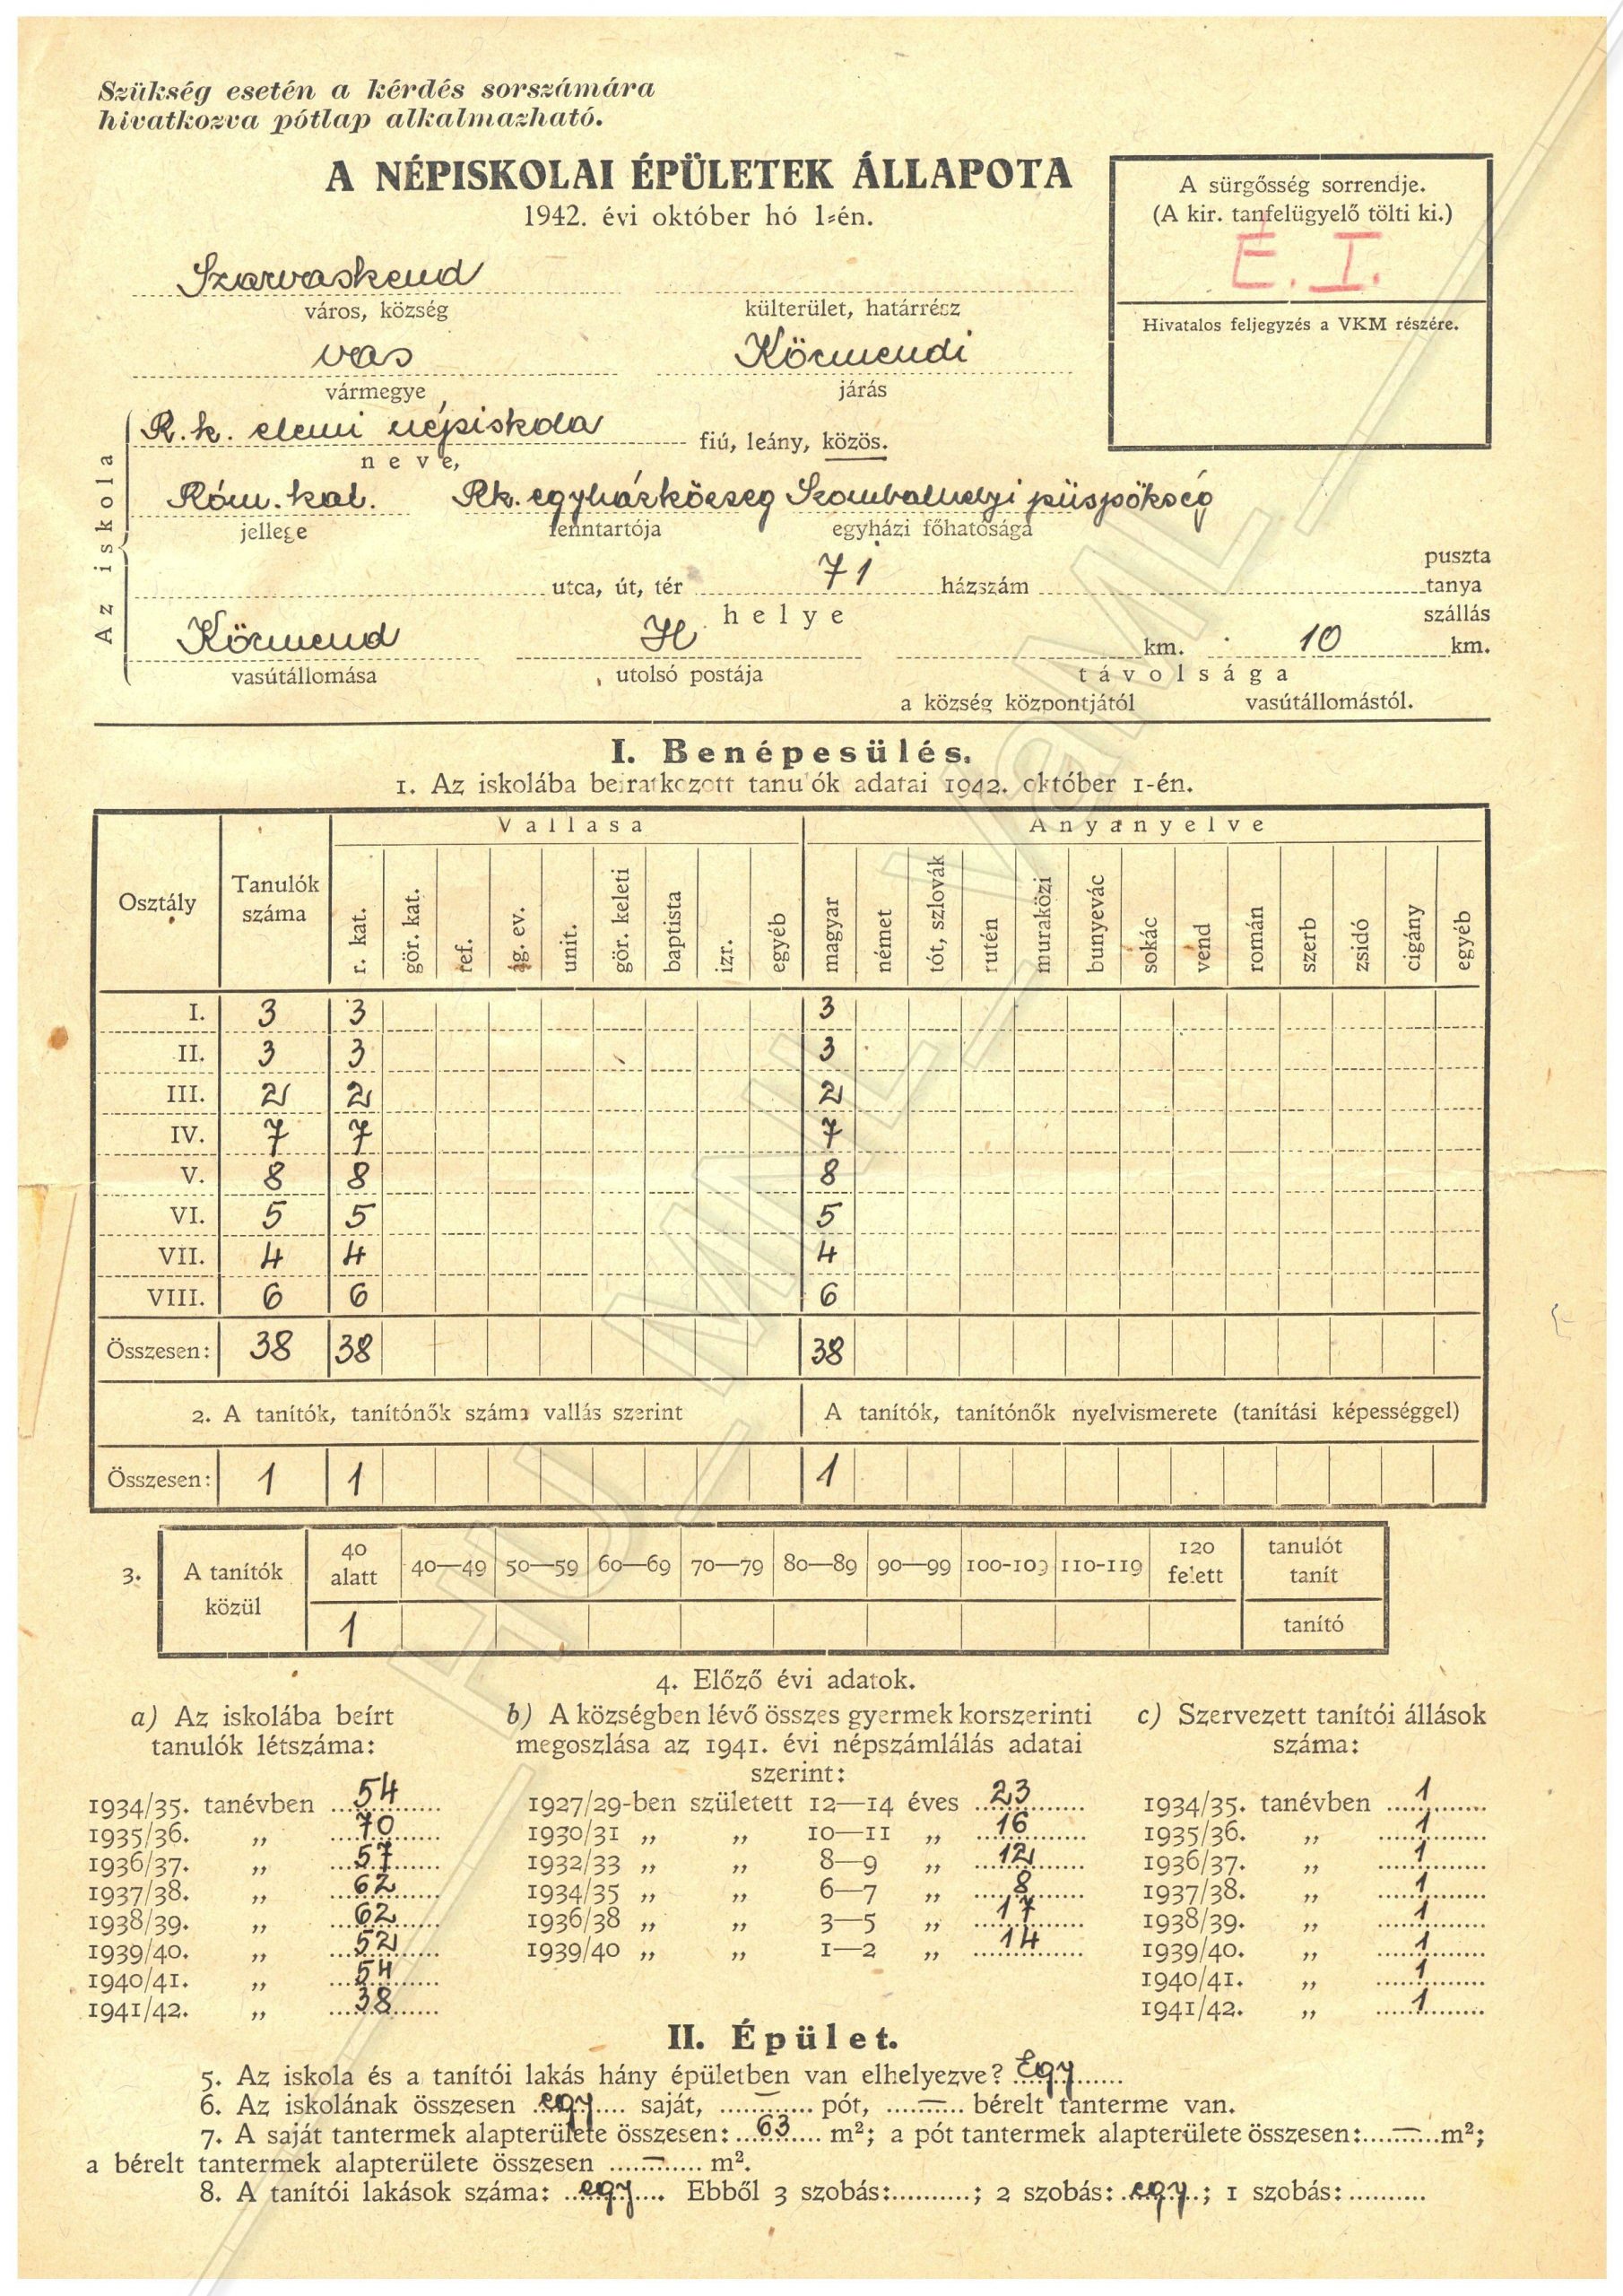 Szükség esetén a kérdés sorszámára
hivatkozva pótlap alkalmazható.
A NÉPISKOLAI ÉPÜLETEK ÁLLAPOTA
1942. évi október hó 1-én.
A sürgősség sorrendje.
(A kir. tanfelügyelő tölti ki.)
É. I.
Hivatalos feljegyzés a VKM részére.
Szarvaskend
város, község külterület, határrész
Vas Körmendi
vármegye járás
Az iskola
R. k. elemi népiskola fiú, leány, közös.
neve,
Róm. kat. Rk. egyházközség Szombathelyi püspökség
jellege fenntartója egyházi főhatósága
utca, út, tér 71 házszám puszta
tanya
szállás
helye
Körmend H km. 10 km.
vasútállomása utolsó postája távolsága
a község központjától vasútállomástól.
I. Benépesülés.
1. Az iskolába beiratkozott tanulók adatai 1942. október 1-én.
Osztály Tanulók száma Vallása Anyanyelve
r. kat. gör. kat. ref. ág. ev. unit. gör. keleti baptista izr. egyéb magyar német tót, szlovák rutén muraközi bunyevác sokác vend román szerb zsidó cigány egyéb
I. 3 3 3
II. 3 3 3
III. 2 2 2
IV. 7 7 7
V. 8 8 8
VI. 5 5 5
VII. 4 4 4
VIII. 6 6 6
Összesen: 38 38 38
2. A tanítók, tanítónők száma vallás szerint A tanítók, tanítónők nyelvismerete (tanítási képességgel)
Összesen: 1 1 1
3. A tanítók közül 40 alatt 40—49 50—59 60—69 70—79 80—89 90—99 100-109 110-119 120 felett tanulót tanít
1 tanító
4. Előző évi adatok.
a) Az iskolába beírt tanulók létszáma:
1934/35. tanévben 54
1935/36. „ 70
1936/37. „ 57
1937/38. „ 62
1938/39. „ 62
1939/40. „ 52
1940/41. „ 54
1941/42. „ 38
b) A községben lévő összes gyermek korszerinti
megoszlása az 1941. évi népszámlálás adatai
szerint:
1927/29-ben született 12—14 éves 23
1930/31 „ „ 10—11 „ 16
1932/33 „ „ 8—9 „ 12
1934/35 „ „ 6—7 „ 8
1936/38 „ „ 3—5 „ 17
1939/40 „ „ 1—2 „ 14
c) Szervezett tanítói állások
száma:
1934/35. tanévben 1
1935/36. „ 1
1936/37. „ 1
1937/38. „ 1
1938/39. „ 1
1939/40. „ 1
1940/41. „ 1
1941/42. „ 1
II. Épület.
5. Az iskola és a tanítói lakás hány épületben van elhelyezve? Egy
6. Az iskolának összesen egy saját, — pót, — bérelt tanterme van.
7. A saját tantermek alapterülete összesen: 63 m²; a pót tantermek alapterülete összesen: — m²;
a bérelt tantermek alapterülete összesen — m².
8. A tanítói lakások száma: egy. Ebből 3 szobás: ; 2 szobás: egy; 1 szobás:
HU_MNL_VaML